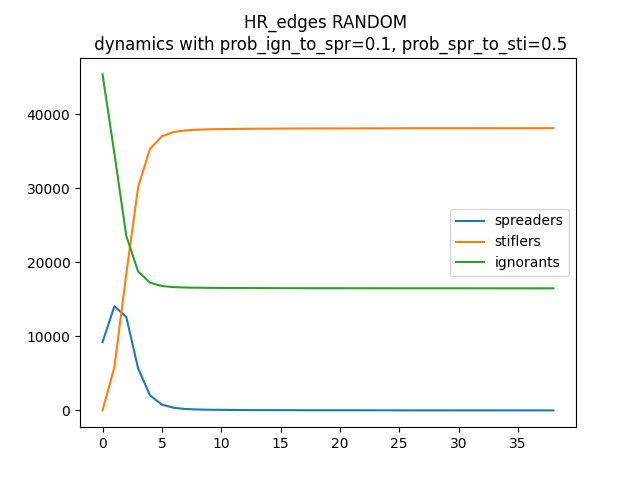 HR_edges RANDOM
dynamics with prob_ign_to_spr=0.1, prob_spr_to_sti=0.5
40000
30000
20000
10000
0
spreaders
stiflers
ignorants
0 5 10 15 20 25 30 35